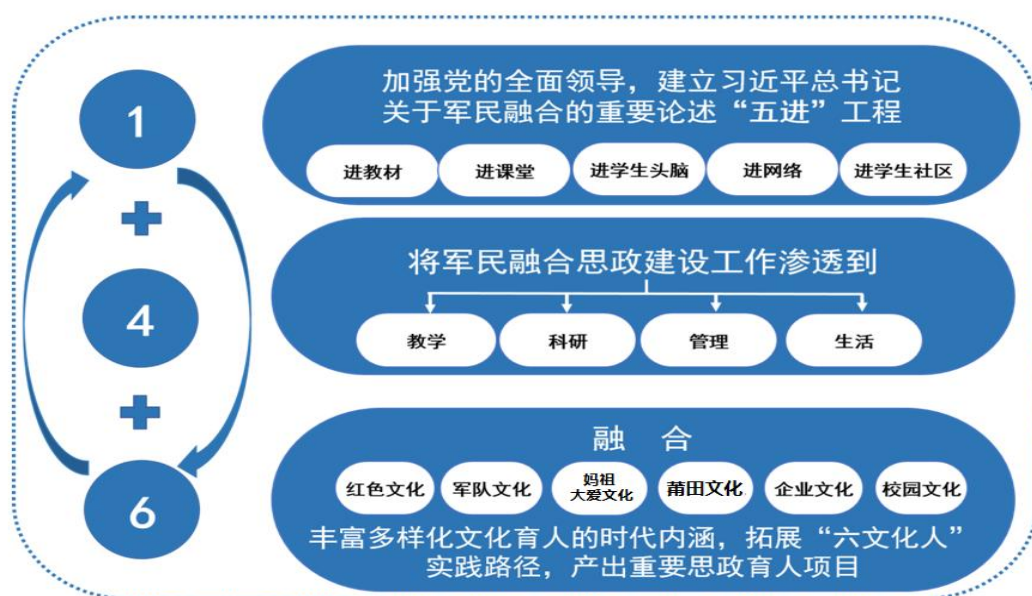 1
加强党的全面领导，建立习近平总书记
关于军民融合的重要论述“五进”工程
进教材 进课堂 进学生头脑 进网络 进学生社区
+
4
将军民融合思政建设工作渗透到
教学 科研 管理 生活
+
6
融 合
红色文化 军队文化 妈祖
大爱文化 莆田文化 企业文化 校园文化
丰富多样化文化育人的时代内涵，拓展“六文化人”
实践路径，产出重要思政育人项目